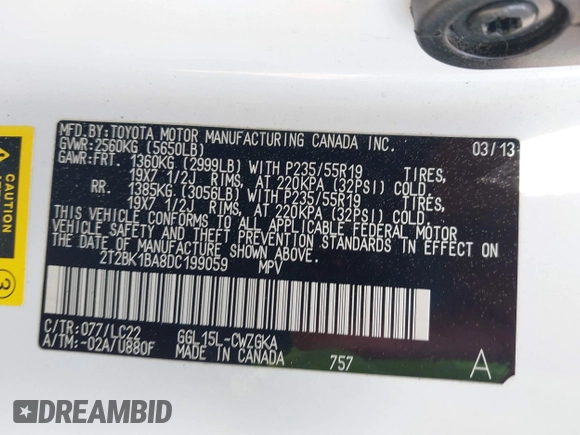 MFD.BY:TOYOTA MOTOR MANUFACTURING CANADA INC. 03/13
GVWR:2560KG (5650LB)
GAWR:FRT. 1360KG (2999LB) WITH P235/55R19 TIRES,
19X7 1/2J RIMS, AT 220KPA (32PSI) COLD.
RR. 1385KG (3056LB) WITH P235/55R19 TIRES,
19X7 1/2J RIMS, AT 220KPA (32PSI) COLD.
THIS VEHICLE CONFORMS TO ALL APPLICABLE FEDERAL MOTOR
VEHICLE SAFETY AND THEFT PREVENTION STANDARDS IN EFFECT ON
THE DATE OF MANUFACTURE SHOWN ABOVE.
2T2BK1BA8DC199059 MPV
C/TR:077/LC22 GGL15L-CWZGKA
A/TM:-02A/U880F MADE IN CANADA 757 A
CAUTION
3
DREAMBID